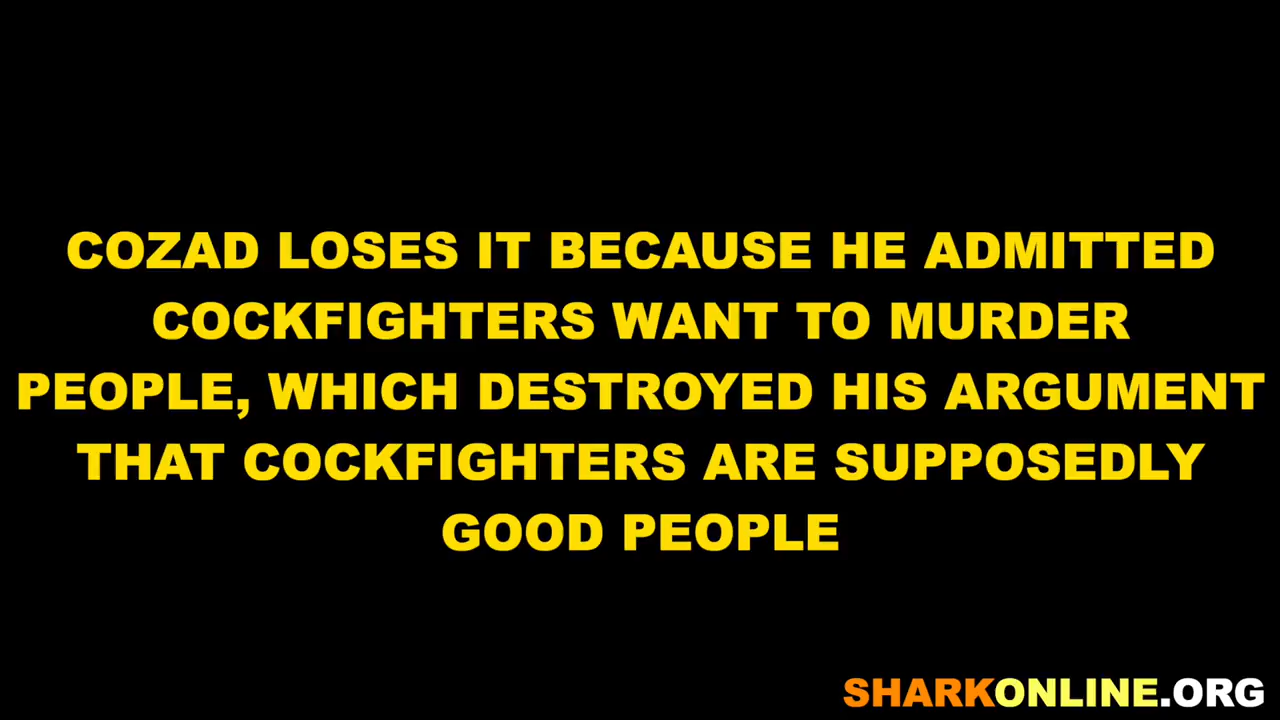 COZAD LOSES IT BECAUSE HE ADMITTED
COCKFIGHTERS WANT TO MURDER
PEOPLE, WHICH DESTROYED HIS ARGUMENT
THAT COCKFIGHTERS ARE SUPPOSEDLY
GOOD PEOPLE
SHARKONLINE.ORG